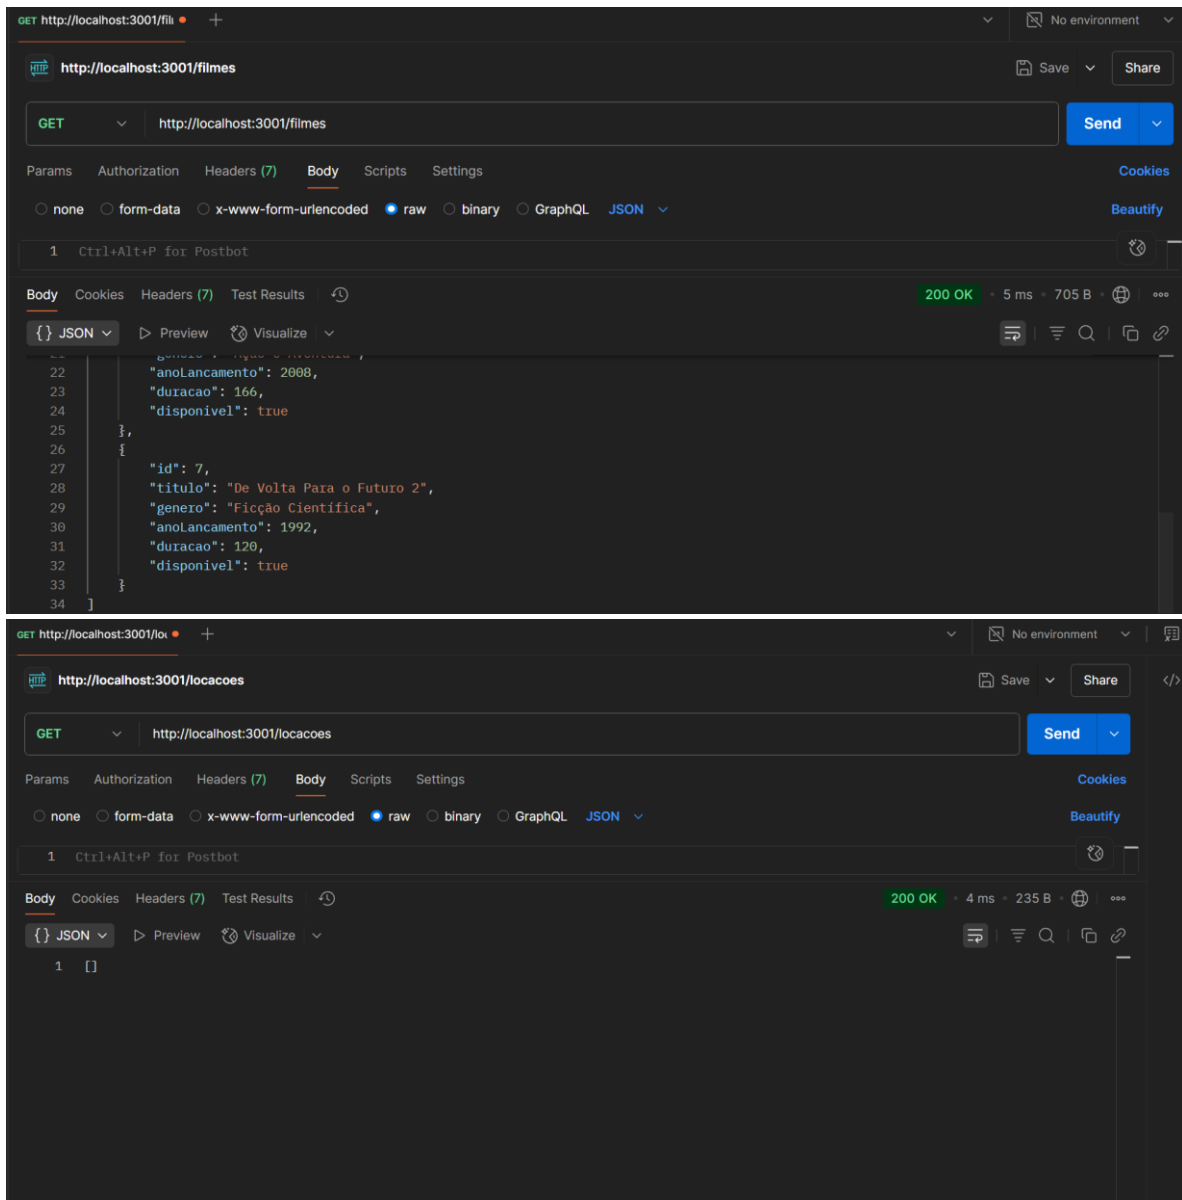 GET http://localhost:3001/fil
No environment
HTTP http://localhost:3001/filmes
Save
Share
GET http://localhost:3001/filmes
Send
Params Authorization Headers (7) Body Scripts Settings
Cookies
none form-data x-www-form-urlencoded raw binary GraphQL JSON
Beautify
1 Ctrl+Alt+P for Postbot
Body Cookies Headers (7) Test Results
200 OK 5 ms 705 B
{} JSON Preview Visualize
21 "genero": "Ação e Aventura",
22 "anoLancamento": 2008,
23 "duracao": 166,
24 "disponivel": true
25 },
26 {
27 "id": 7,
28 "titulo": "De Volta Para o Futuro 2",
29 "genero": "Ficção Científica",
30 "anoLancamento": 1992,
31 "duracao": 120,
32 "disponivel": true
33 }
34 ]
GET http://localhost:3001/loc
No environment
HTTP http://localhost:3001/locacoes
Save
Share
GET http://localhost:3001/locacoes
Send
Params Authorization Headers (7) Body Scripts Settings
Cookies
none form-data x-www-form-urlencoded raw binary GraphQL JSON
Beautify
1 Ctrl+Alt+P for Postbot
Body Cookies Headers (7) Test Results
200 OK 4 ms 235 B
{} JSON Preview Visualize
1 []